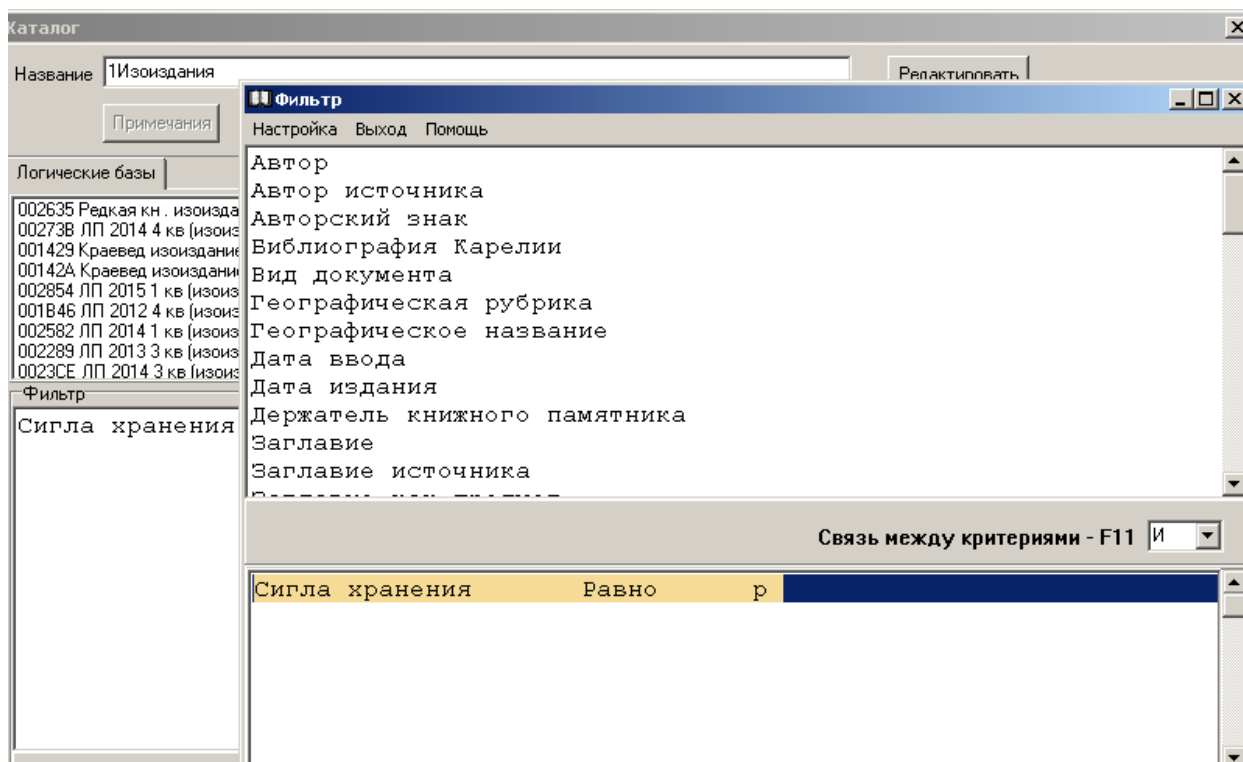 Каталог
Название 1Изоиздания Редактировать
Примечания
Логические базы
002635 Редкая кн . изоизда
00273B ЛП 2014 4 кв (изоиз
001429 Краевед изоиздание
00142A Краевед изоиздани
002854 ЛП 2015 1 кв (изоиз
001B46 ЛП 2012 4 кв (изоиз
002582 ЛП 2014 1 кв (изоиз
002289 ЛП 2013 3 кв (изоиз
0023CE ЛП 2014 3 кв (изоиз
Фильтр
Сигла хранения
Фильтр
Настройка Выход Помощь
Автор
Автор источника
Авторский знак
Библиография Карелии
Вид документа
Географическая рубрика
Географическое название
Дата ввода
Дата издания
Держатель книжного памятника
Заглавие
Заглавие источника
Связь между критериями - F11 И
Сигла хранения Равно р